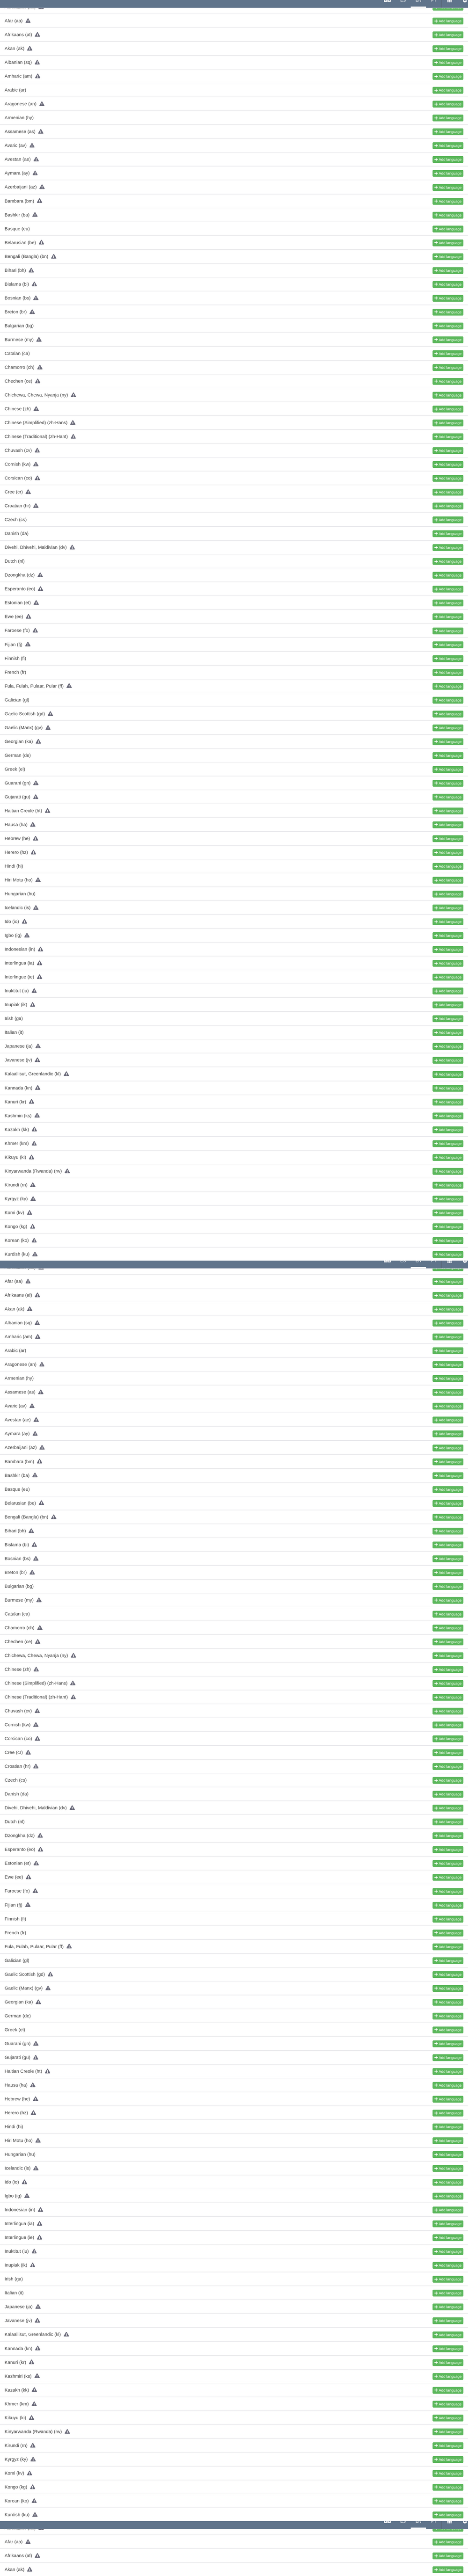 Afar (aa) Add language
Afrikaans (af) Add language
Akan (ak) Add language
Albanian (sq) Add language
Amharic (am) Add language
Arabic (ar) Add language
Aragonese (an) Add language
Armenian (hy) Add language
Assamese (as) Add language
Avaric (av) Add language
Avestan (ae) Add language
Aymara (ay) Add language
Azerbaijani (az) Add language
Bambara (bm) Add language
Bashkir (ba) Add language
Basque (eu) Add language
Belarusian (be) Add language
Bengali (Bangla) (bn) Add language
Bihari (bh) Add language
Bislama (bi) Add language
Bosnian (bs) Add language
Breton (br) Add language
Bulgarian (bg) Add language
Burmese (my) Add language
Catalan (ca) Add language
Chamorro (ch) Add language
Chechen (ce) Add language
Chichewa, Chewa, Nyanja (ny) Add language
Chinese (zh) Add language
Chinese (Simplified) (zh-Hans) Add language
Chinese (Traditional) (zh-Hant) Add language
Chuvash (cv) Add language
Cornish (kw) Add language
Corsican (co) Add language
Cree (cr) Add language
Croatian (hr) Add language
Czech (cs) Add language
Danish (da) Add language
Divehi, Dhivehi, Maldivian (dv) Add language
Dutch (nl) Add language
Dzongkha (dz) Add language
Esperanto (eo) Add language
Estonian (et) Add language
Ewe (ee) Add language
Faroese (fo) Add language
Fijian (fj) Add language
Finnish (fi) Add language
French (fr) Add language
Fula, Fulah, Pulaar, Pular (ff) Add language
Galician (gl) Add language
Gaelic Scottish (gd) Add language
Gaelic (Manx) (gv) Add language
Georgian (ka) Add language
German (de) Add language
Greek (el) Add language
Guarani (gn) Add language
Gujarati (gu) Add language
Haitian Creole (ht) Add language
Hausa (ha) Add language
Hebrew (he) Add language
Herero (hz) Add language
Hindi (hi) Add language
Hiri Motu (ho) Add language
Hungarian (hu) Add language
Icelandic (is) Add language
Ido (io) Add language
Igbo (ig) Add language
Indonesian (in) Add language
Interlingua (ia) Add language
Interlingue (ie) Add language
Inuktitut (iu) Add language
Inupiak (ik) Add language
Irish (ga) Add language
Italian (it) Add language
Japanese (ja) Add language
Javanese (jv) Add language
Kalaallisut, Greenlandic (kl) Add language
Kannada (kn) Add language
Kanuri (kr) Add language
Kashmiri (ks) Add language
Kazakh (kk) Add language
Khmer (km) Add language
Kikuyu (ki) Add language
Kinyarwanda (Rwanda) (rw) Add language
Kirundi (rn) Add language
Kyrgyz (ky) Add language
Komi (kv) Add language
Kongo (kg) Add language
Korean (ko) Add language
Kurdish (ku) Add language
Afar (aa) Add language
Afrikaans (af) Add language
Akan (ak) Add language
Albanian (sq) Add language
Amharic (am) Add language
Arabic (ar) Add language
Aragonese (an) Add language
Armenian (hy) Add language
Assamese (as) Add language
Avaric (av) Add language
Avestan (ae) Add language
Aymara (ay) Add language
Azerbaijani (az) Add language
Bambara (bm) Add language
Bashkir (ba) Add language
Basque (eu) Add language
Belarusian (be) Add language
Bengali (Bangla) (bn) Add language
Bihari (bh) Add language
Bislama (bi) Add language
Bosnian (bs) Add language
Breton (br) Add language
Bulgarian (bg) Add language
Burmese (my) Add language
Catalan (ca) Add language
Chamorro (ch) Add language
Chechen (ce) Add language
Chichewa, Chewa, Nyanja (ny) Add language
Chinese (zh) Add language
Chinese (Simplified) (zh-Hans) Add language
Chinese (Traditional) (zh-Hant) Add language
Chuvash (cv) Add language
Cornish (kw) Add language
Corsican (co) Add language
Cree (cr) Add language
Croatian (hr) Add language
Czech (cs) Add language
Danish (da) Add language
Divehi, Dhivehi, Maldivian (dv) Add language
Dutch (nl) Add language
Dzongkha (dz) Add language
Esperanto (eo) Add language
Estonian (et) Add language
Ewe (ee) Add language
Faroese (fo) Add language
Fijian (fj) Add language
Finnish (fi) Add language
French (fr) Add language
Fula, Fulah, Pulaar, Pular (ff) Add language
Galician (gl) Add language
Gaelic Scottish (gd) Add language
Gaelic (Manx) (gv) Add language
Georgian (ka) Add language
German (de) Add language
Greek (el) Add language
Guarani (gn) Add language
Gujarati (gu) Add language
Haitian Creole (ht) Add language
Hausa (ha) Add language
Hebrew (he) Add language
Herero (hz) Add language
Hindi (hi) Add language
Hiri Motu (ho) Add language
Hungarian (hu) Add language
Icelandic (is) Add language
Ido (io) Add language
Igbo (ig) Add language
Indonesian (in) Add language
Interlingua (ia) Add language
Interlingue (ie) Add language
Inuktitut (iu) Add language
Inupiak (ik) Add language
Irish (ga) Add language
Italian (it) Add language
Japanese (ja) Add language
Javanese (jv) Add language
Kalaallisut, Greenlandic (kl) Add language
Kannada (kn) Add language
Kanuri (kr) Add language
Kashmiri (ks) Add language
Kazakh (kk) Add language
Khmer (km) Add language
Kikuyu (ki) Add language
Kinyarwanda (Rwanda) (rw) Add language
Kirundi (rn) Add language
Kyrgyz (ky) Add language
Komi (kv) Add language
Kongo (kg) Add language
Korean (ko) Add language
Kurdish (ku) Add language
Afar (aa) Add language
Afrikaans (af) Add language
Akan (ak) Add language